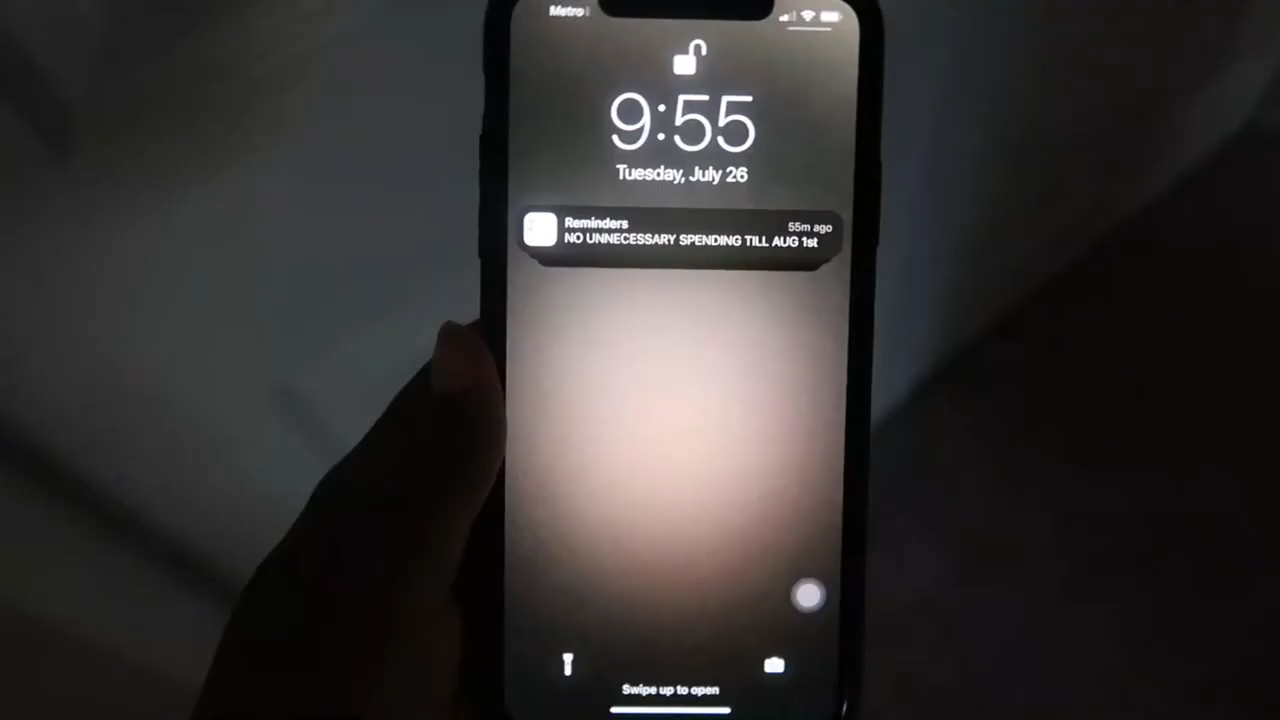 Metro
9:55
Tuesday, July 26
Reminders
55m ago
NO UNNECESSARY SPENDING TILL AUG 1st
Swipe up to open